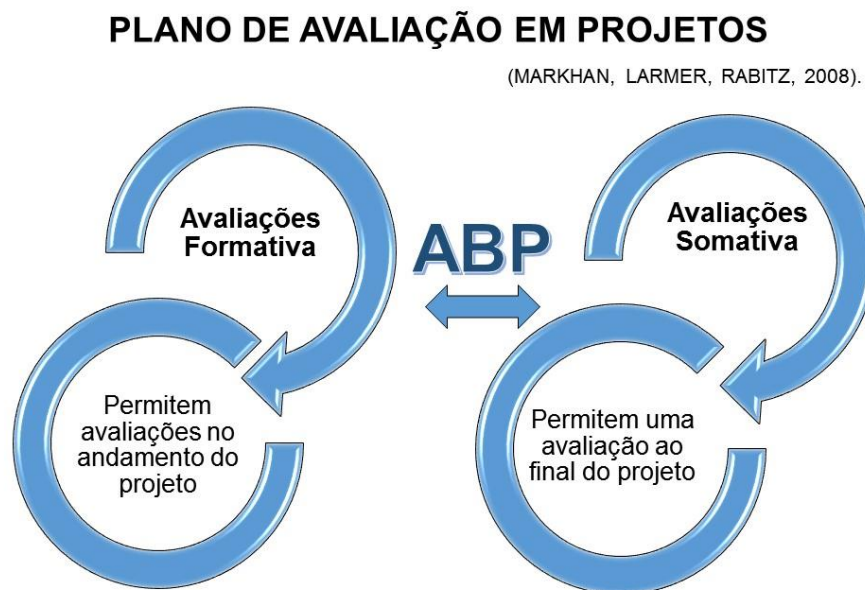 PLANO DE AVALIAÇÃO EM PROJETOS
(MARKHAN, LARMER, RABITZ, 2008).
Avaliações
Formativa
Permitem
avaliações no
andamento do
projeto
ABP
Avaliações
Somativa
Permitem uma
avaliação ao
final do projeto